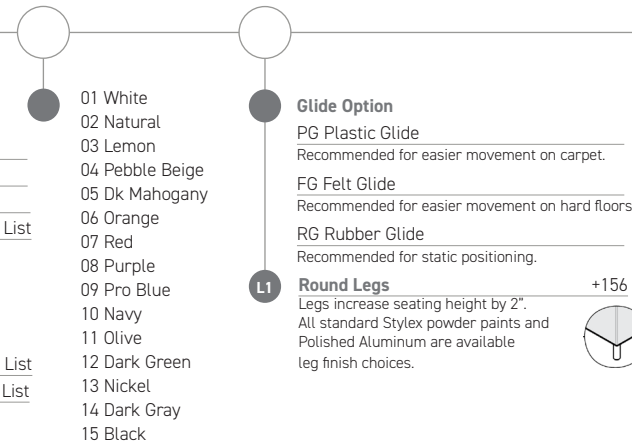 List
List
List
01 White
02 Natural
03 Lemon
04 Pebble Beige
05 Dk Mahogany
06 Orange
07 Red
08 Purple
09 Pro Blue
10 Navy
11 Olive
12 Dark Green
13 Nickel
14 Dark Gray
15 Black
Glide Option
PG Plastic Glide
Recommended for easier movement on carpet.
FG Felt Glide
Recommended for easier movement on hard floors
RG Rubber Glide
Recommended for static positioning.
L1 Round Legs +156
Legs increase seating height by 2”.
All standard Stylex powder paints and
Polished Aluminum are available
leg finish choices.